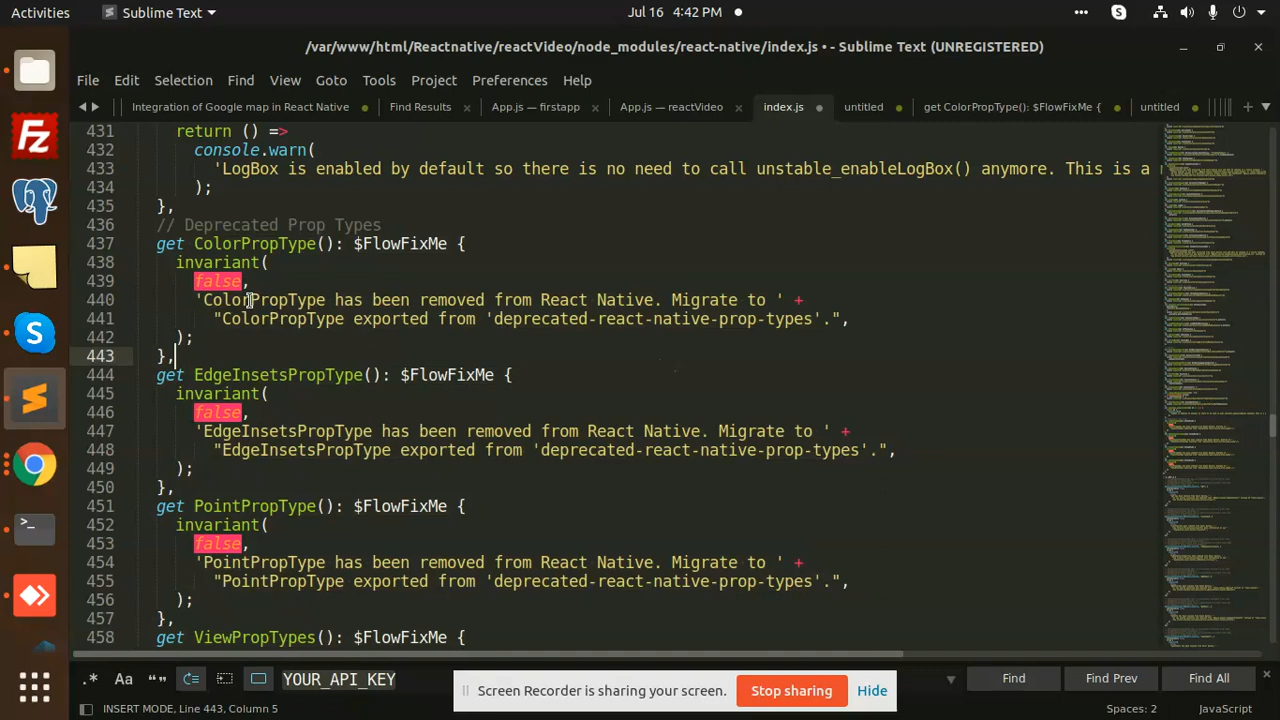 Activities
Sublime Text
Jul 16 4:42 PM
/var/www/html/Reactnative/reactVideo/node_modules/react-native/index.js • - Sublime Text (UNREGISTERED)
File Edit Selection Find View Goto Tools Project Preferences Help
Integration of Google map in React Native
Find Results
App.js — firstapp
App.js — reactVideo
index.js
untitled
get ColorPropType(): $FlowFixMe {
untitled
431 return () =>
432 console.warn(
433 'LogBox is enabled by default so there is no need to call unstable_enableLogBox() anymore. This is a
434 );
435 },
436 // Deprecated Prop Types
437 get ColorPropType(): $FlowFixMe {
438 invariant(
439 false,
440 'ColorPropType has been removed from React Native. Migrate to ' +
441 "ColorPropType exported from 'deprecated-react-native-prop-types'.",
442 );
443 },
444 get EdgeInsetsPropType(): $FlowFixMe {
445 invariant(
446 false,
447 'EdgeInsetsPropType has been removed from React Native. Migrate to ' +
448 "EdgeInsetsPropType exported from 'deprecated-react-native-prop-types'.",
449 );
450 },
451 get PointPropType(): $FlowFixMe {
452 invariant(
453 false,
454 'PointPropType has been removed from React Native. Migrate to ' +
455 "PointPropType exported from 'deprecated-react-native-prop-types'.",
456 );
457 },
458 get ViewPropTypes(): $FlowFixMe {
.* Aa “” YOUR_API_KEY
Find Find Prev Find All
Screen Recorder is sharing your screen. Stop sharing Hide
INSERT MODE, Line 443, Column 5
Spaces: 2
JavaScript